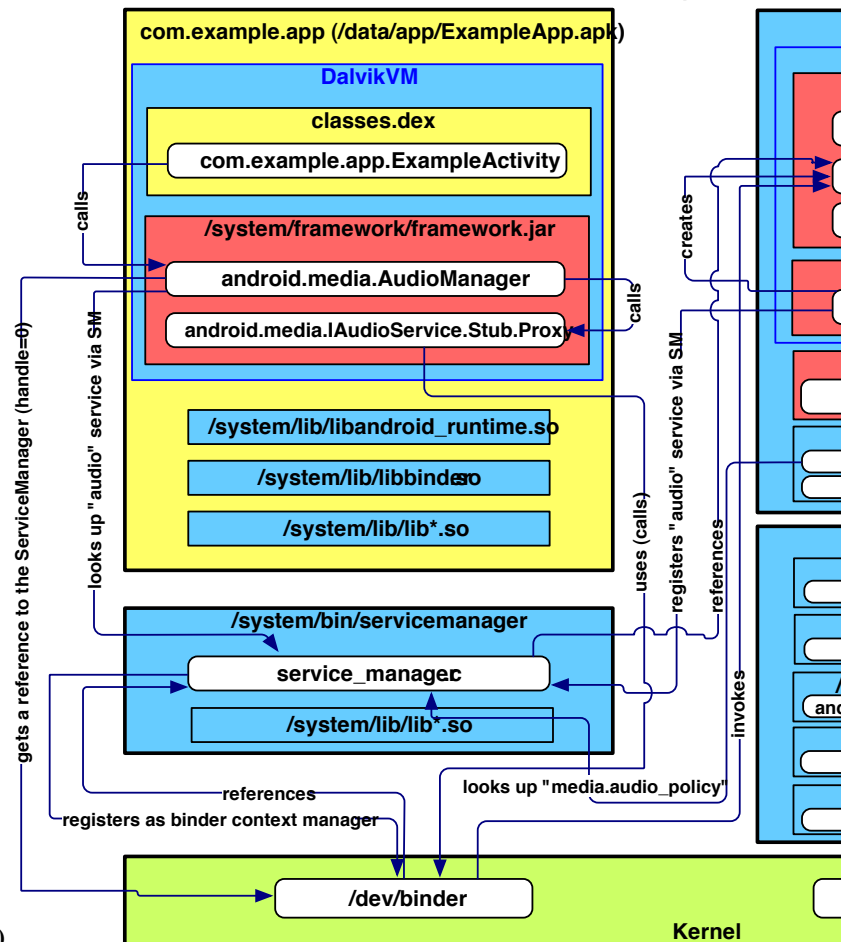 com.example.app (/data/app/ExampleApp.apk)
DalvikVM
classes.dex
com.example.app.ExampleActivity
calls
/system/framework/framework.jar
creates
android.media.AudioManager
calls
android.media.IAudioService.Stub.Proxy
gets a reference to the ServiceManager (handle=0)
looks up "audio" service via SM
registers "audio" service via SM
/system/lib/libandroid_runtime.so
/system/lib/libbinder.so
/system/lib/lib*.so
uses (calls)
references
/system/bin/servicemanager
service_manager.c
/
and
/system/lib/lib*.so
invokes
looks up "media.audio_policy"
references
registers as binder context manager
/dev/binder
Kernel
)